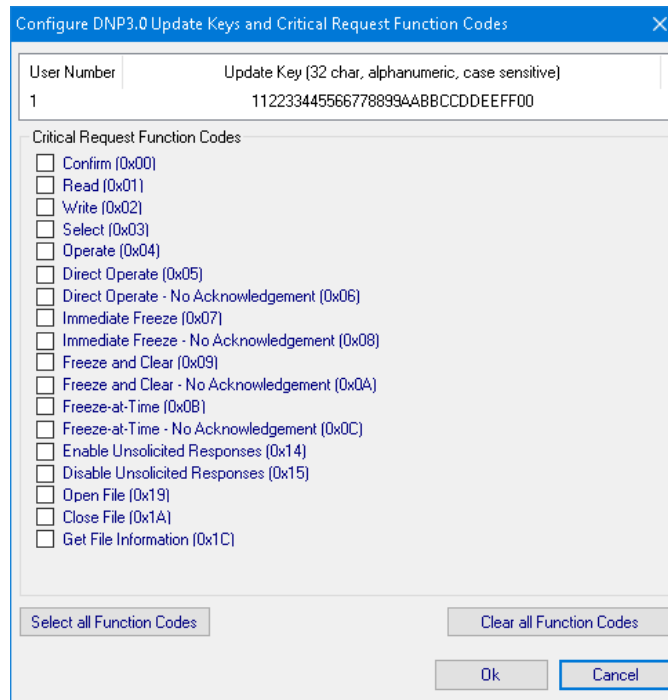 Configure DNP3.0 Update Keys and Critical Request Function Codes
User Number Update Key (32 char, alphanumeric, case sensitive)
1 112233445566778899AABBCCDDEEFF00
Critical Request Function Codes
Confirm (0x00)
Read (0x01)
Write (0x02)
Select (0x03)
Operate (0x04)
Direct Operate (0x05)
Direct Operate - No Acknowledgement (0x06)
Immediate Freeze (0x07)
Immediate Freeze - No Acknowledgement (0x08)
Freeze and Clear (0x09)
Freeze and Clear - No Acknowledgement (0x0A)
Freeze-at-Time (0x0B)
Freeze-at-Time - No Acknowledgement (0x0C)
Enable Unsolicited Responses (0x14)
Disable Unsolicited Responses (0x15)
Open File (0x19)
Close File (0x1A)
Get File Information (0x1C)
Select all Function Codes Clear all Function Codes
Ok Cancel